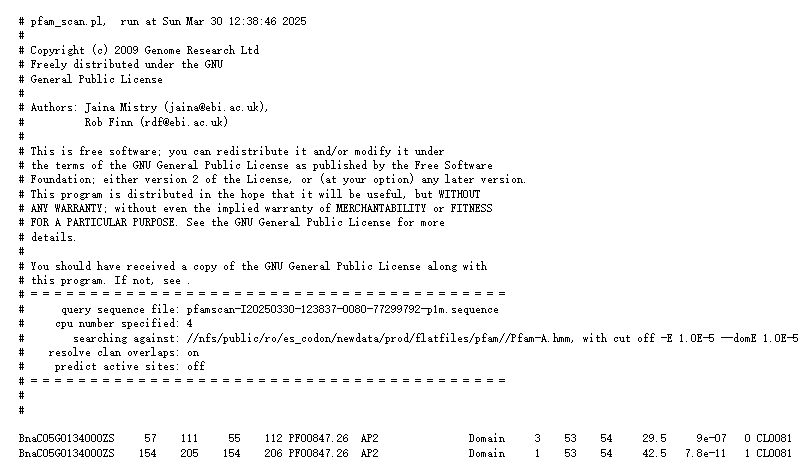 # pfam_scan.pl,  run at Sun Mar 30 12:38:46 2025
#
# Copyright (c) 2009 Genome Research Ltd
# Freely distributed under the GNU
# General Public License
#
# Authors: Jaina Mistry (jaina@ebi.ac.uk),
#          Rob Finn (rdf@ebi.ac.uk)
#
# This is free software; you can redistribute it and/or modify it under
# the terms of the GNU General Public License as published by the Free Software
# Foundation; either version 2 of the License, or (at your option) any later version.
# This program is distributed in the hope that it will be useful, but WITHOUT
# ANY WARRANTY; without even the implied warranty of MERCHANTABILITY or FITNESS
# FOR A PARTICULAR PURPOSE. See the GNU General Public License for more
# details.
#
# You should have received a copy of the GNU General Public License along with
# this program. If not, see .
# = = = = = = = = = = = = = = = = = = = = = = = = = = = = = = = = = = = = = = = =
#      query sequence file: pfamscan-I20250330-123837-0080-77299792-p1m.sequence
#     cpu number specified: 4
#        searching against: //nfs/public/ro/es_codon/newdata/prod/flatfiles/pfam//Pfam-A.hmm, with cut off -E 1.0E-5 --domE 1.0E-5
#    resolve clan overlaps: on
#     predict active sites: off
# = = = = = = = = = = = = = = = = = = = = = = = = = = = = = = = = = = = = = = = =
#
#
BnaC05G0134000ZS 57 111 55 112 PF00847.26 AP2 Domain 3 53 54 29.5 9e-07 0 CL0081
BnaC05G0134000ZS 154 205 154 206 PF00847.26 AP2 Domain 1 53 54 42.5 7.8e-11 1 CL0081